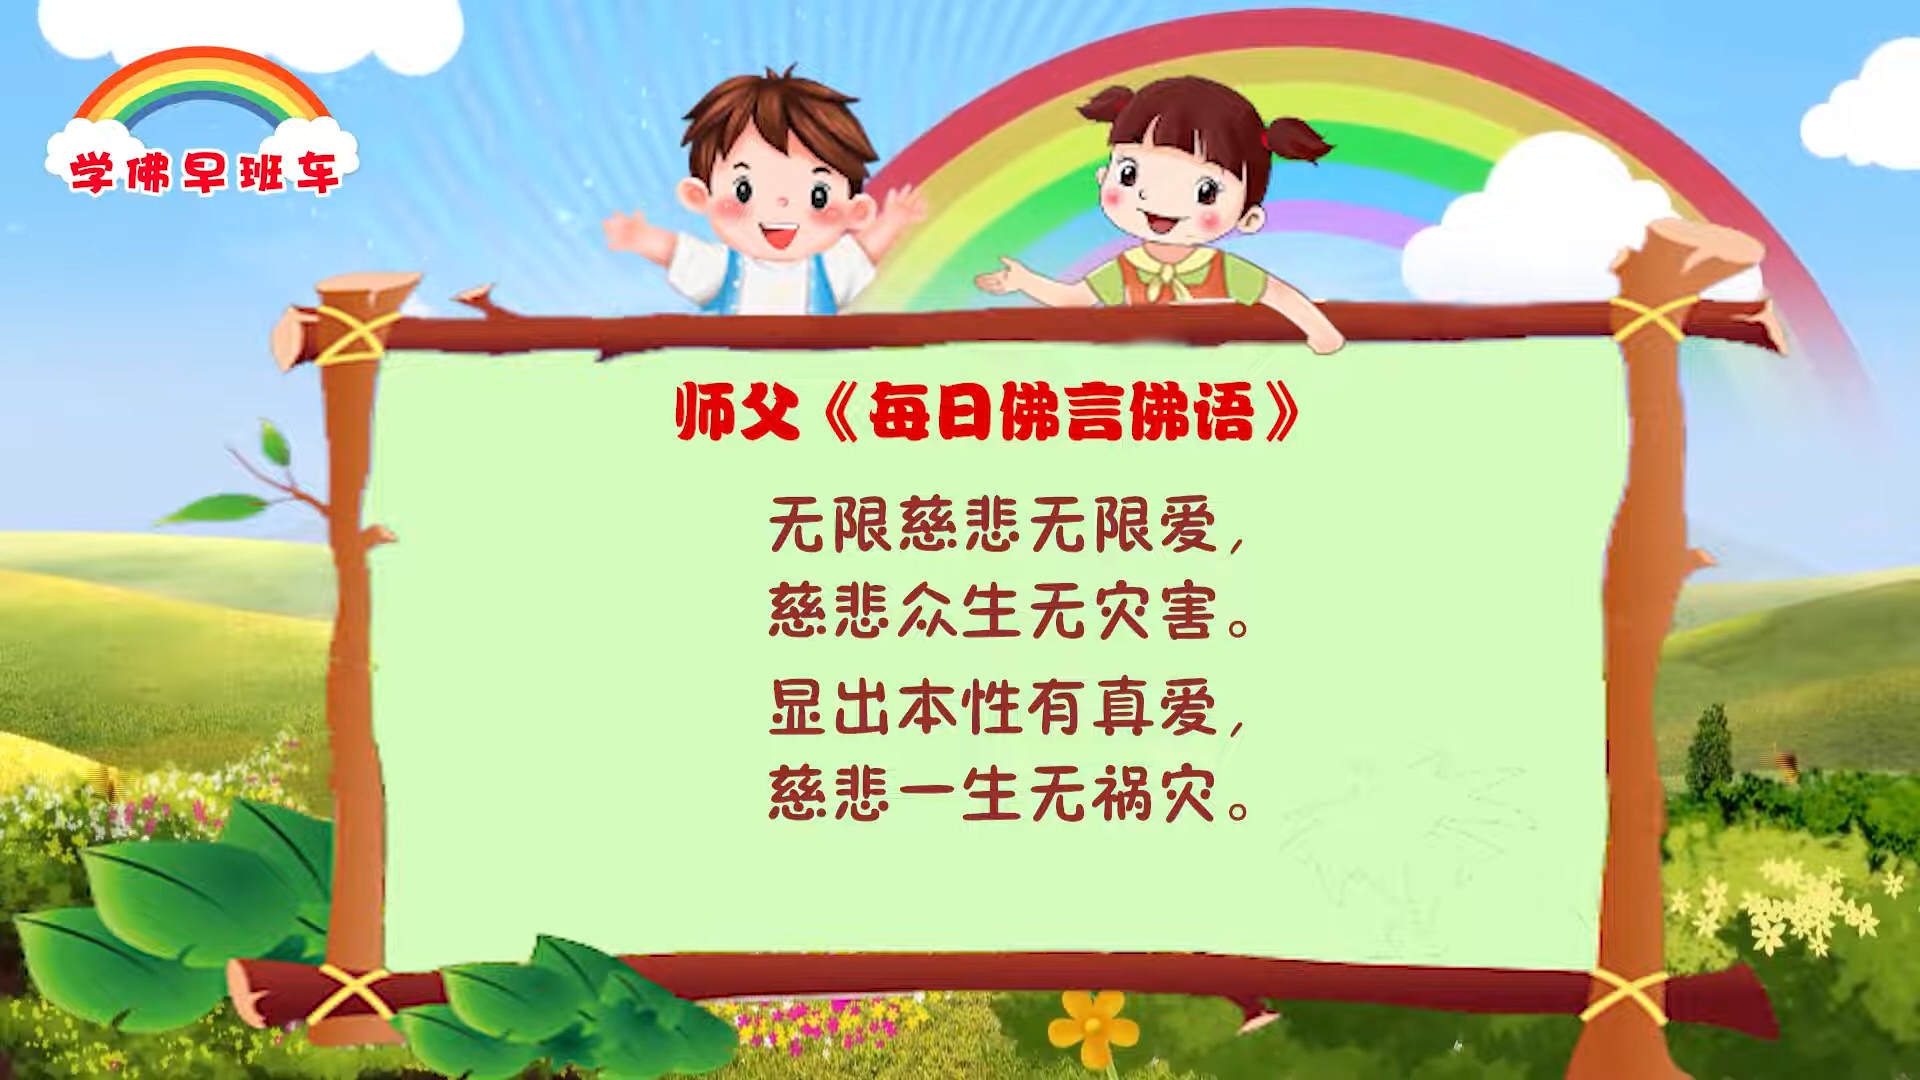 学佛早班车
师父《每日佛言佛语》
无限慈悲无限爱，
慈悲众生无灾害。
显出本性有真爱，
慈悲一生无祸灾。